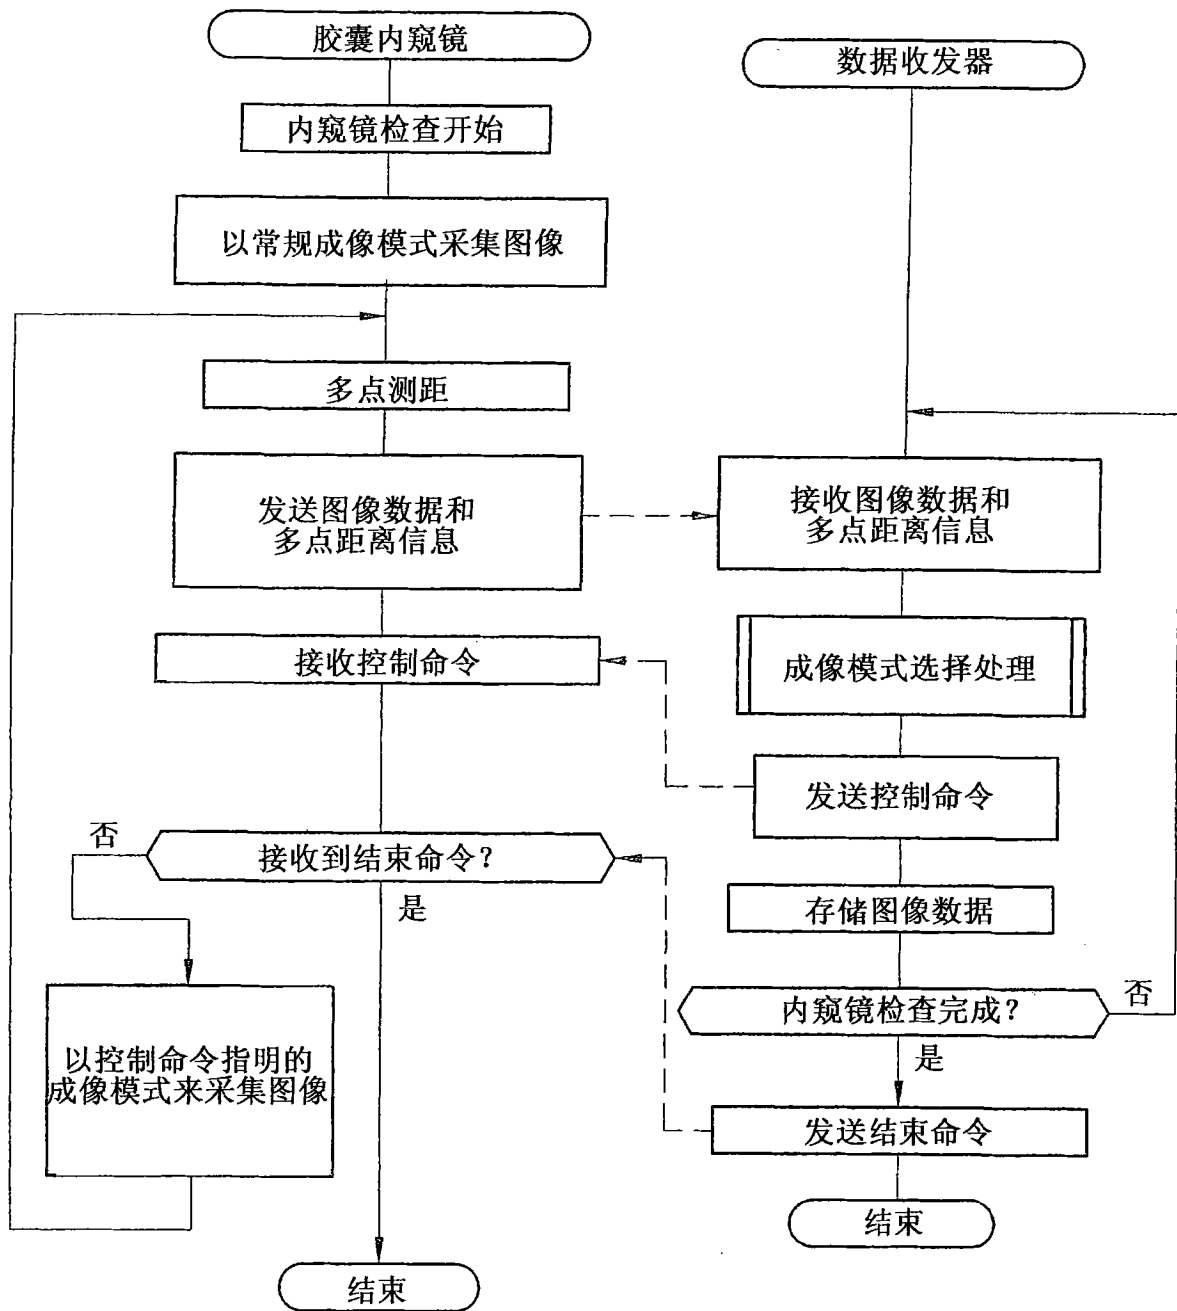 胶囊内窥镜
内窥镜检查开始
以常规成像模式采集图像
多点测距
发送图像数据和
多点距离信息
接收控制命令
接收到结束命令？
否
是
以控制命令指明的
成像模式来采集图像
结束
数据收发器
接收图像数据和
多点距离信息
成像模式选择处理
发送控制命令
存储图像数据
内窥镜检查完成？
否
是
发送结束命令
结束